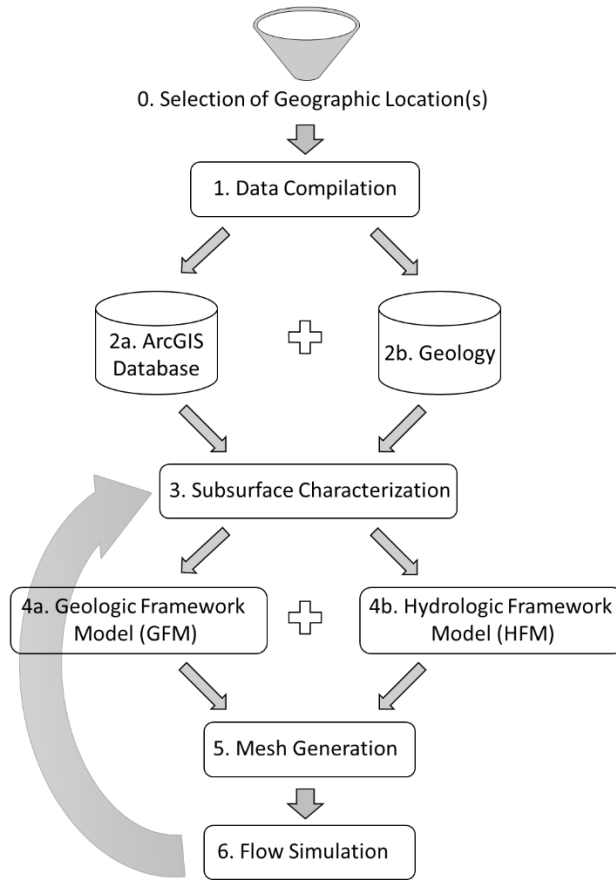 0. Selection of Geographic Location(s)
1. Data Compilation
2a. ArcGIS
Database
2b. Geology
3. Subsurface Characterization
4a. Geologic Framework
Model (GFM)
4b. Hydrologic Framework
Model (HFM)
5. Mesh Generation
6. Flow Simulation